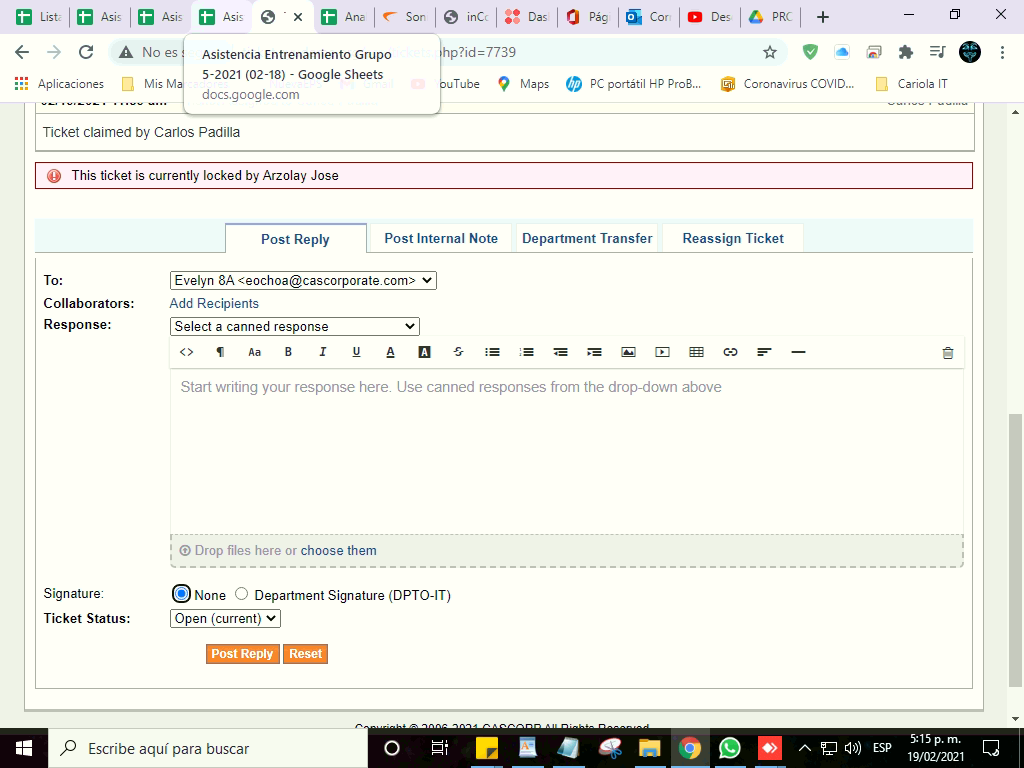 Lista
Asis
Asis
Asis
Ana
Son
inCo
Das
Pági
Cor
Des
PRC
No es s
.php?id=7739
Asistencia Entrenamiento Grupo
5-2021 (02-18) - Google Sheets
docs.google.com
Aplicaciones
Mis Mar
YouTube
Maps
PC portátil HP ProB...
Coronavirus COVID...
Cariola IT
Carlos Padilla
Ticket claimed by Carlos Padilla
This ticket is currently locked by Arzolay Jose
Post Reply
Post Internal Note
Department Transfer
Reassign Ticket
To:
Evelyn 8A <eochoa@cascorporate.com>
Collaborators:
Add Recipients
Response:
Select a canned response
<> ¶ Aa B I U A A S
Start writing your response here. Use canned responses from the drop-down above
Drop files here or choose them
Signature:
None
Department Signature (DPTO-IT)
Ticket Status:
Open (current)
Post Reply
Reset
Copyright © 2006-2021 CASCORP All Rights Reserved.
Escribe aquí para buscar
ESP
5:15 p. m.
19/02/2021